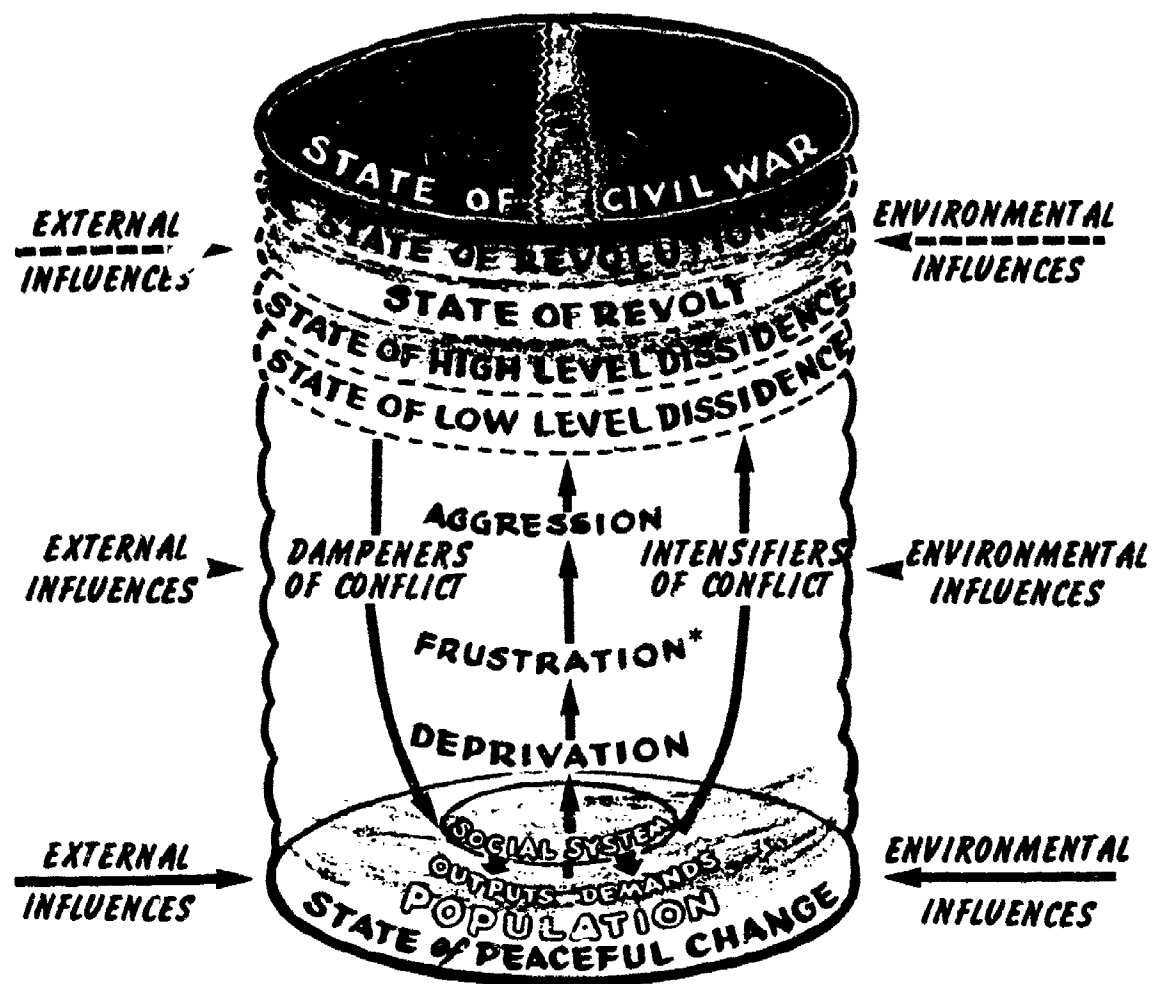 STATE OF CIVIL WAR
EXTERNAL
INFLUENCES
ENVIRONMENTAL
INFLUENCES
STATE OF REVOLUTION
STATE OF REVOLT
STATE OF HIGH LEVEL DISSIDENCE
STATE OF LOW LEVEL DISSIDENCE
AGGRESSION
EXTERNAL
INFLUENCES
DAMPENERS
OF CONFLICT
INTENSIFIERS
OF CONFLICT
ENVIRONMENTAL
INFLUENCES
FRUSTRATION*
DEPRIVATION
SOCIAL SYSTEM
OUTPUTS DEMANDS
POPULATION
STATE of PEACEFUL CHANGE
EXTERNAL
INFLUENCES
ENVIRONMENTAL
INFLUENCES